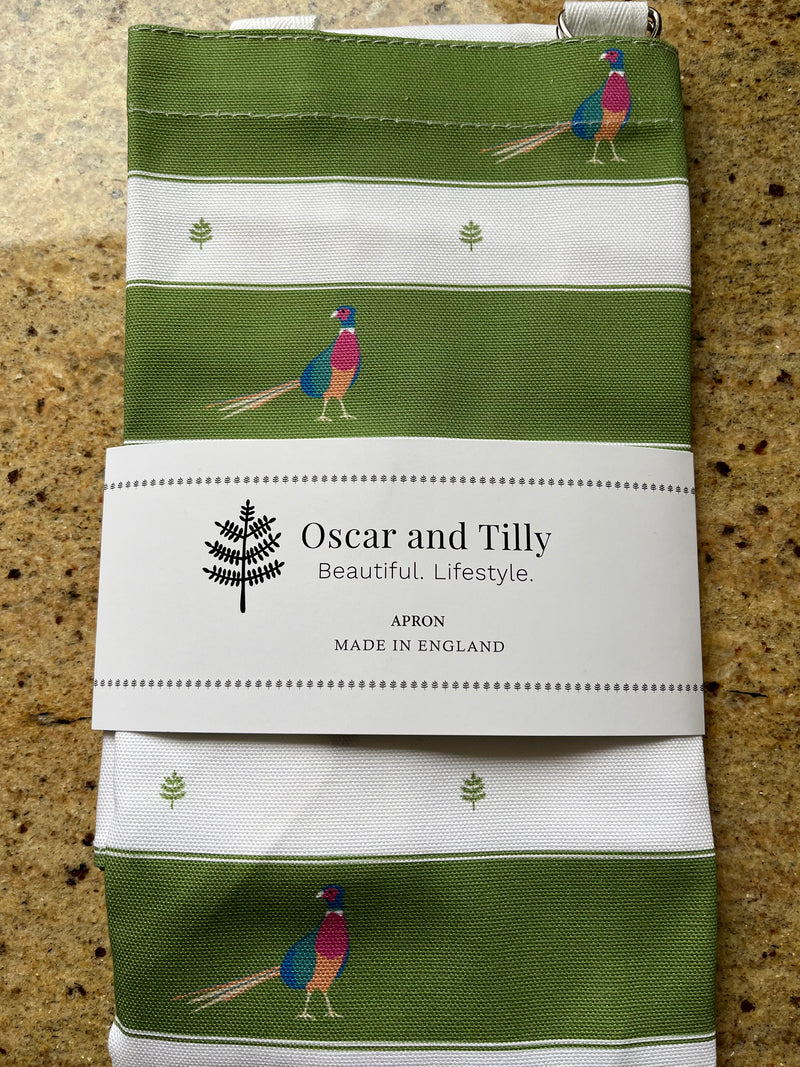 Oscar and Tilly
Beautiful. Lifestyle.
APRON
MADE IN ENGLAND